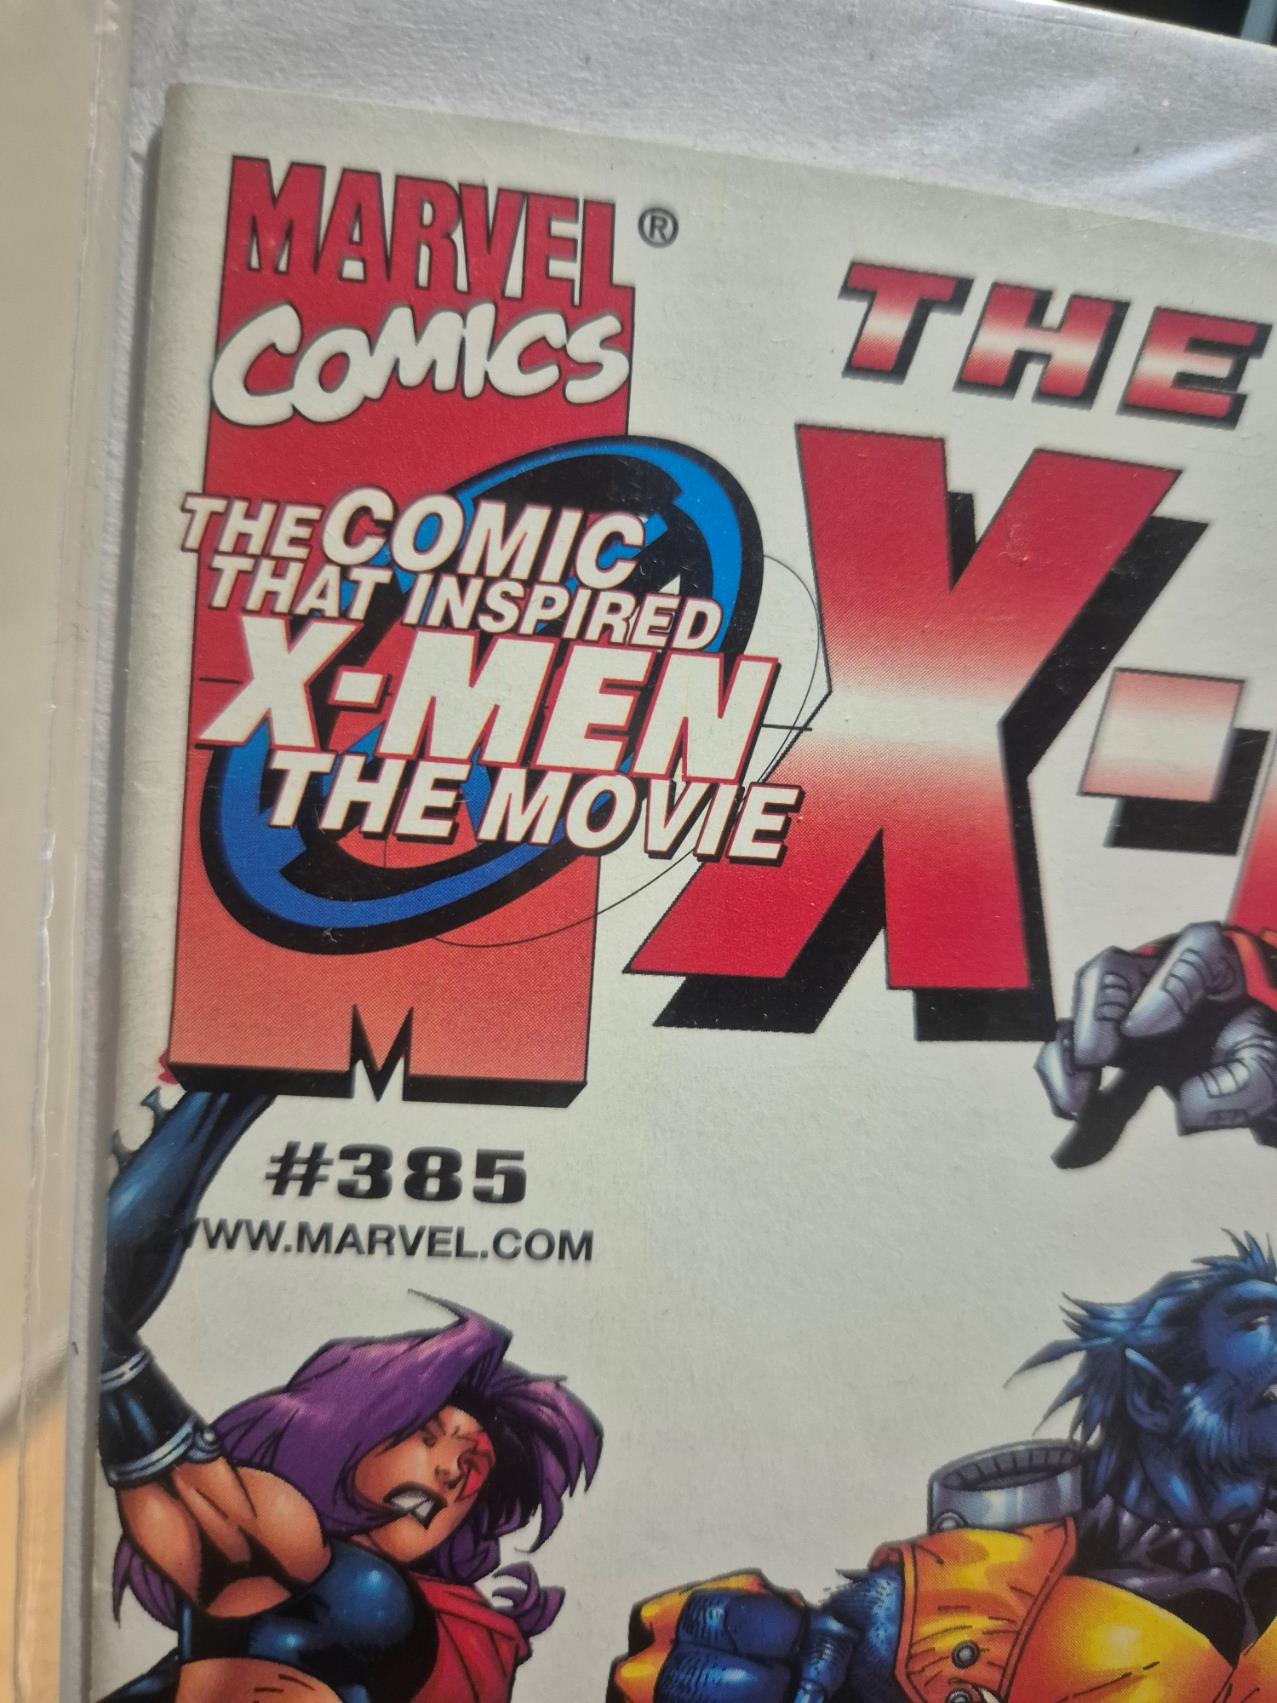 MARVEL ®
COMICS
THE COMIC
THAT INSPIRED
X-MEN
THE MOVIE
#385
WWW.MARVEL.COM
THE
X-